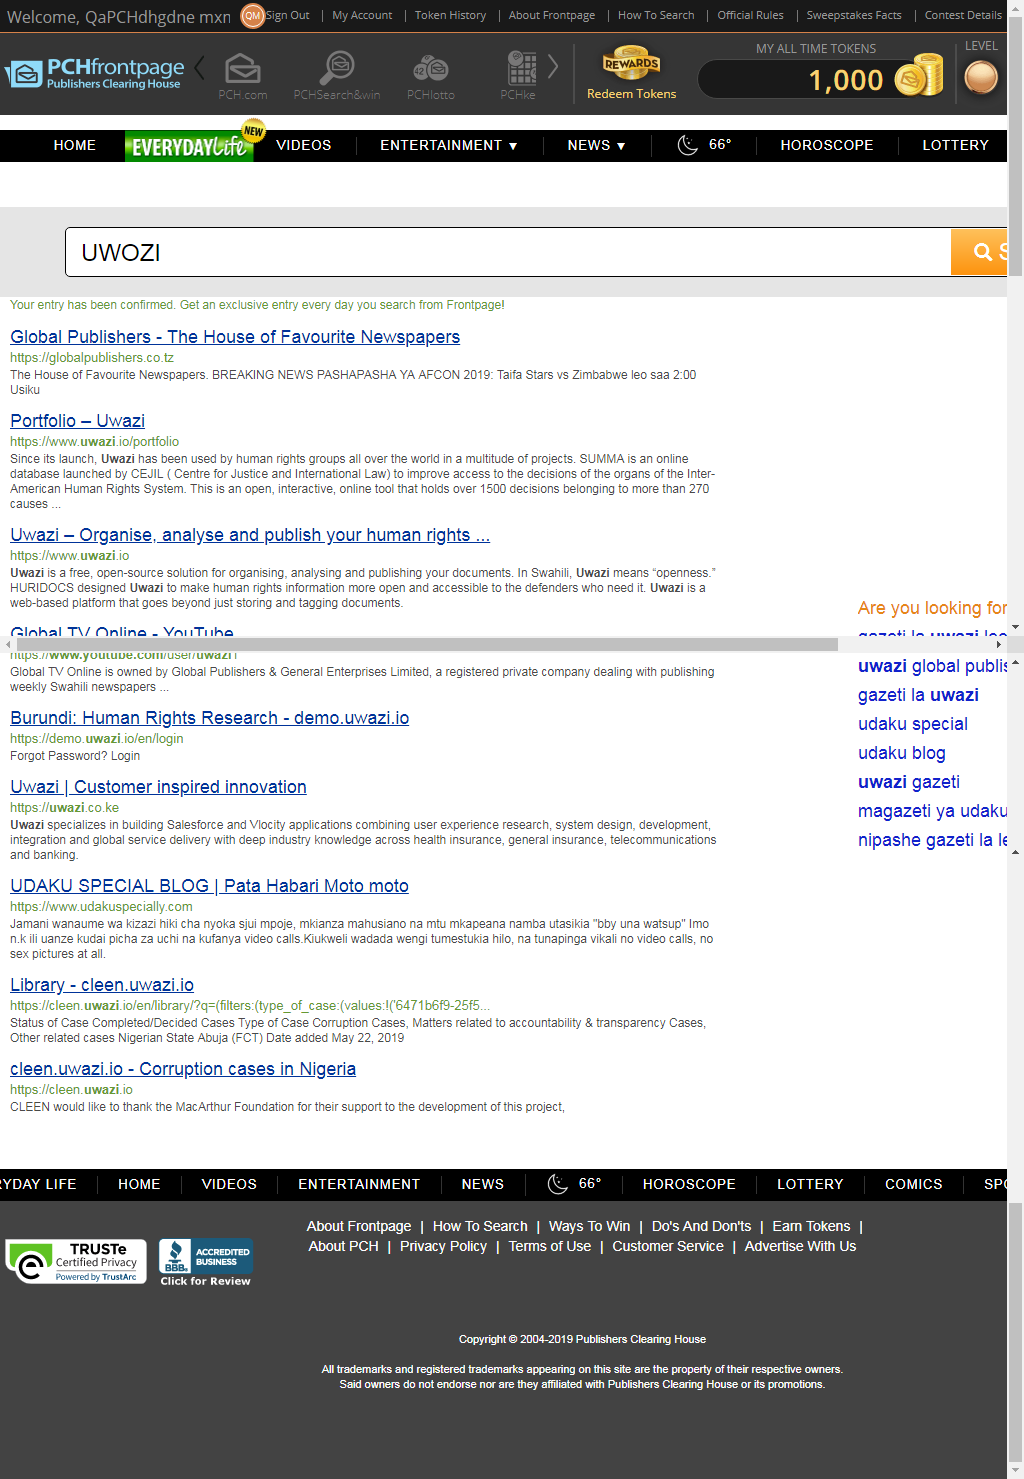 Welcome, QaPCHdhgdne mxn
QM
Sign Out | My Account | Token History | About Frontpage | How To Search | Official Rules | Sweepstakes Facts | Contest Details
PCHfrontpage
Publishers Clearing House
PCH.com
PCHSearch&win
42
PCHlotto
PCHke
REWARDS
Redeem Tokens
MY ALL TIME TOKENS
1,000
LEVEL
HOME
EVERYDAY Life
NEW
VIDEOS
ENTERTAINMENT ▼
NEWS ▼
66°
HOROSCOPE
LOTTERY
UWOZI
S
Your entry has been confirmed. Get an exclusive entry every day you search from Frontpage!
Global Publishers - The House of Favourite Newspapers
https://globalpublishers.co.tz
The House of Favourite Newspapers. BREAKING NEWS PASHAPASHA YA AFCON 2019: Taifa Stars vs Zimbabwe leo saa 2:00
Usiku
Portfolio – Uwazi
https://www.uwazi.io/portfolio
Since its launch, Uwazi has been used by human rights groups all over the world in a multitude of projects. SUMMA is an online
database launched by CEJIL ( Centre for Justice and International Law) to improve access to the decisions of the organs of the Inter-
American Human Rights System. This is an open, interactive, online tool that holds over 1500 decisions belonging to more than 270
causes ...
Uwazi – Organise, analyse and publish your human rights ...
https://www.uwazi.io
Uwazi is a free, open-source solution for organising, analysing and publishing your documents. In Swahili, Uwazi means “openness.”
HURIDOCS designed Uwazi to make human rights information more open and accessible to the defenders who need it. Uwazi is a
web-based platform that goes beyond just storing and tagging documents.
Global TV Online - YouTube
https://www.youtube.com/user/uwazi1
Global TV Online is owned by Global Publishers & General Enterprises Limited, a registered private company dealing with publishing
weekly Swahili newspapers ...
Burundi: Human Rights Research - demo.uwazi.io
https://demo.uwazi.io/en/login
Forgot Password? Login
Uwazi | Customer inspired innovation
https://uwazi.co.ke
Uwazi specializes in building Salesforce and Vlocity applications combining user experience research, system design, development,
integration and global service delivery with deep industry knowledge across health insurance, general insurance, telecommunications
and banking.
UDAKU SPECIAL BLOG | Pata Habari Moto moto
https://www.udakuspecially.com
Jamani wanaume wa kizazi hiki cha nyoka sjui mpoje, mkianza mahusiano na mtu mkapeana namba utasikia "bby una watsup" Imo
n.k ili uanze kudai picha za uchi na kufanya video calls.Kiukweli wadada wengi tumestukia hilo, na tunapinga vikali no video calls, no
sex pictures at all.
Library - cleen.uwazi.io
https://cleen.uwazi.io/en/library/?q=(filters:(type_of_case:(values:!('6471b6f9-25f5...
Status of Case Completed/Decided Cases Type of Case Corruption Cases, Matters related to accountability & transparency Cases,
Other related cases Nigerian State Abuja (FCT) Date added May 22, 2019
cleen.uwazi.io - Corruption cases in Nigeria
https://cleen.uwazi.io
CLEEN would like to thank the MacArthur Foundation for their support to the development of this project,
Are you looking for
gazeti la uwazi leo
uwazi global publis
gazeti la uwazi
udaku special
udaku blog
uwazi gazeti
magazeti ya udaku
nipashe gazeti la le
RYDAY LIFE
HOME
VIDEOS
ENTERTAINMENT
NEWS
66°
HOROSCOPE
LOTTERY
COMICS
SPO
About Frontpage | How To Search | Ways To Win | Do's And Don'ts | Earn Tokens |
About PCH | Privacy Policy | Terms of Use | Customer Service | Advertise With Us
TRUSTe
Certified Privacy
Powered by TrustArc
BBB.
ACCREDITED
BUSINESS
Click for Review
Copyright © 2004-2019 Publishers Clearing House
All trademarks and registered trademarks appearing on this site are the property of their respective owners.
Said owners do not endorse nor are they affiliated with Publishers Clearing House or its promotions.